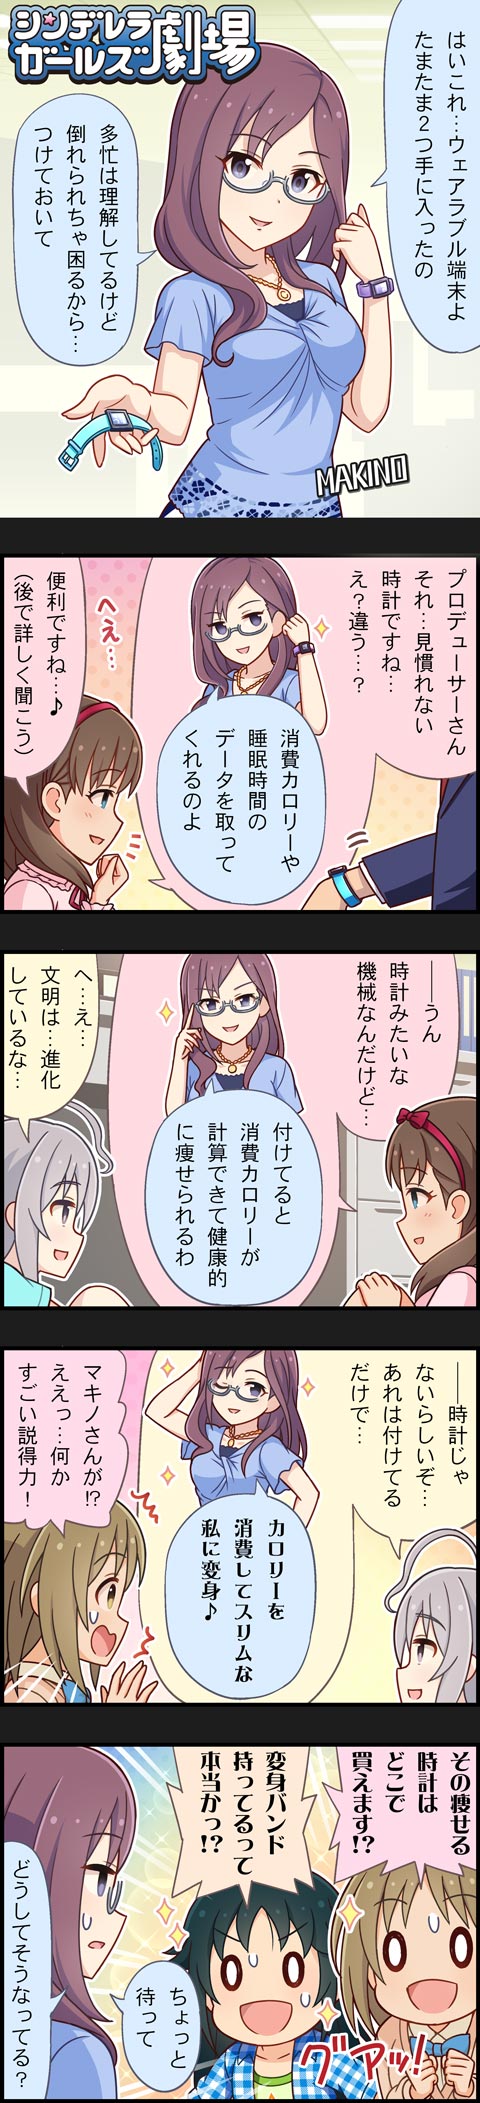 シンデレラ
ガールズ劇場
はいこれ…ウェアラブル端末よ
たまたま2つ手に入ったの
多忙は理解してるけど
倒れられちゃ困るから…
つけておいて
MAKINO
プロデューサーさん
それ…見慣れない
時計ですね…
え?違う…?
消費カロリーや
睡眠時間の
データを取って
くれるのよ
へぇ…
便利ですね…♪
(後で詳しく聞こう)
──うん
時計みたいな
機械なんだけど…
付けてると
消費カロリーが
計算できて健康的
に痩せられるわ
へ…え…
文明は…進化
しているな…
──時計じゃ
ないらしいぞ…
あれは付けてる
だけで…
カロリーを
消費してスリムな
私に変身♪
マキノさんが!?
ええっ…何か
すごい説得力!
その痩せる
時計は
どこで
買えます!?
変身バンド
持ってるって
本当かっ!?
グアッ!
ちょっと
待って
どうしてそうなってる?